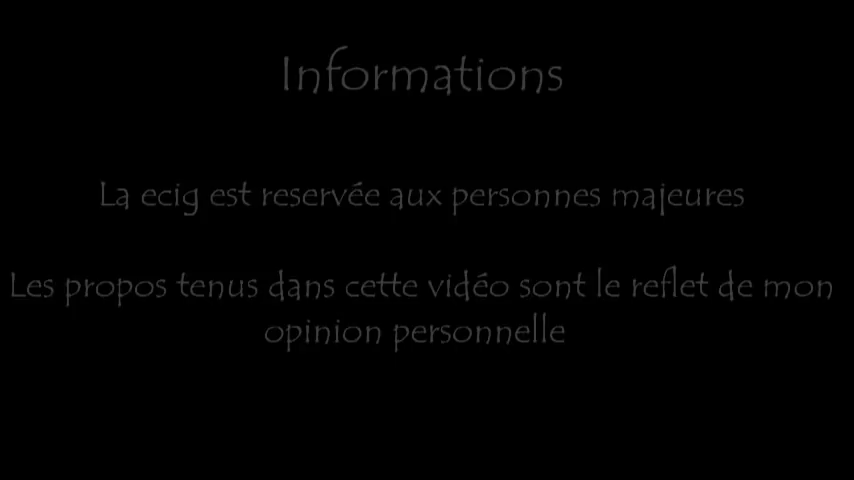 Informations
La ecig est reservée aux personnes majeures
Les propos tenus dans cette vidéo sont le reflet de mon
opinion personnelle